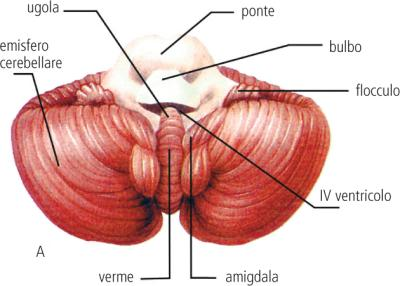 ugola
ponte
bulbo
emisfero
cerebellare
flocculo
IV ventricolo
A
verme
amigdala